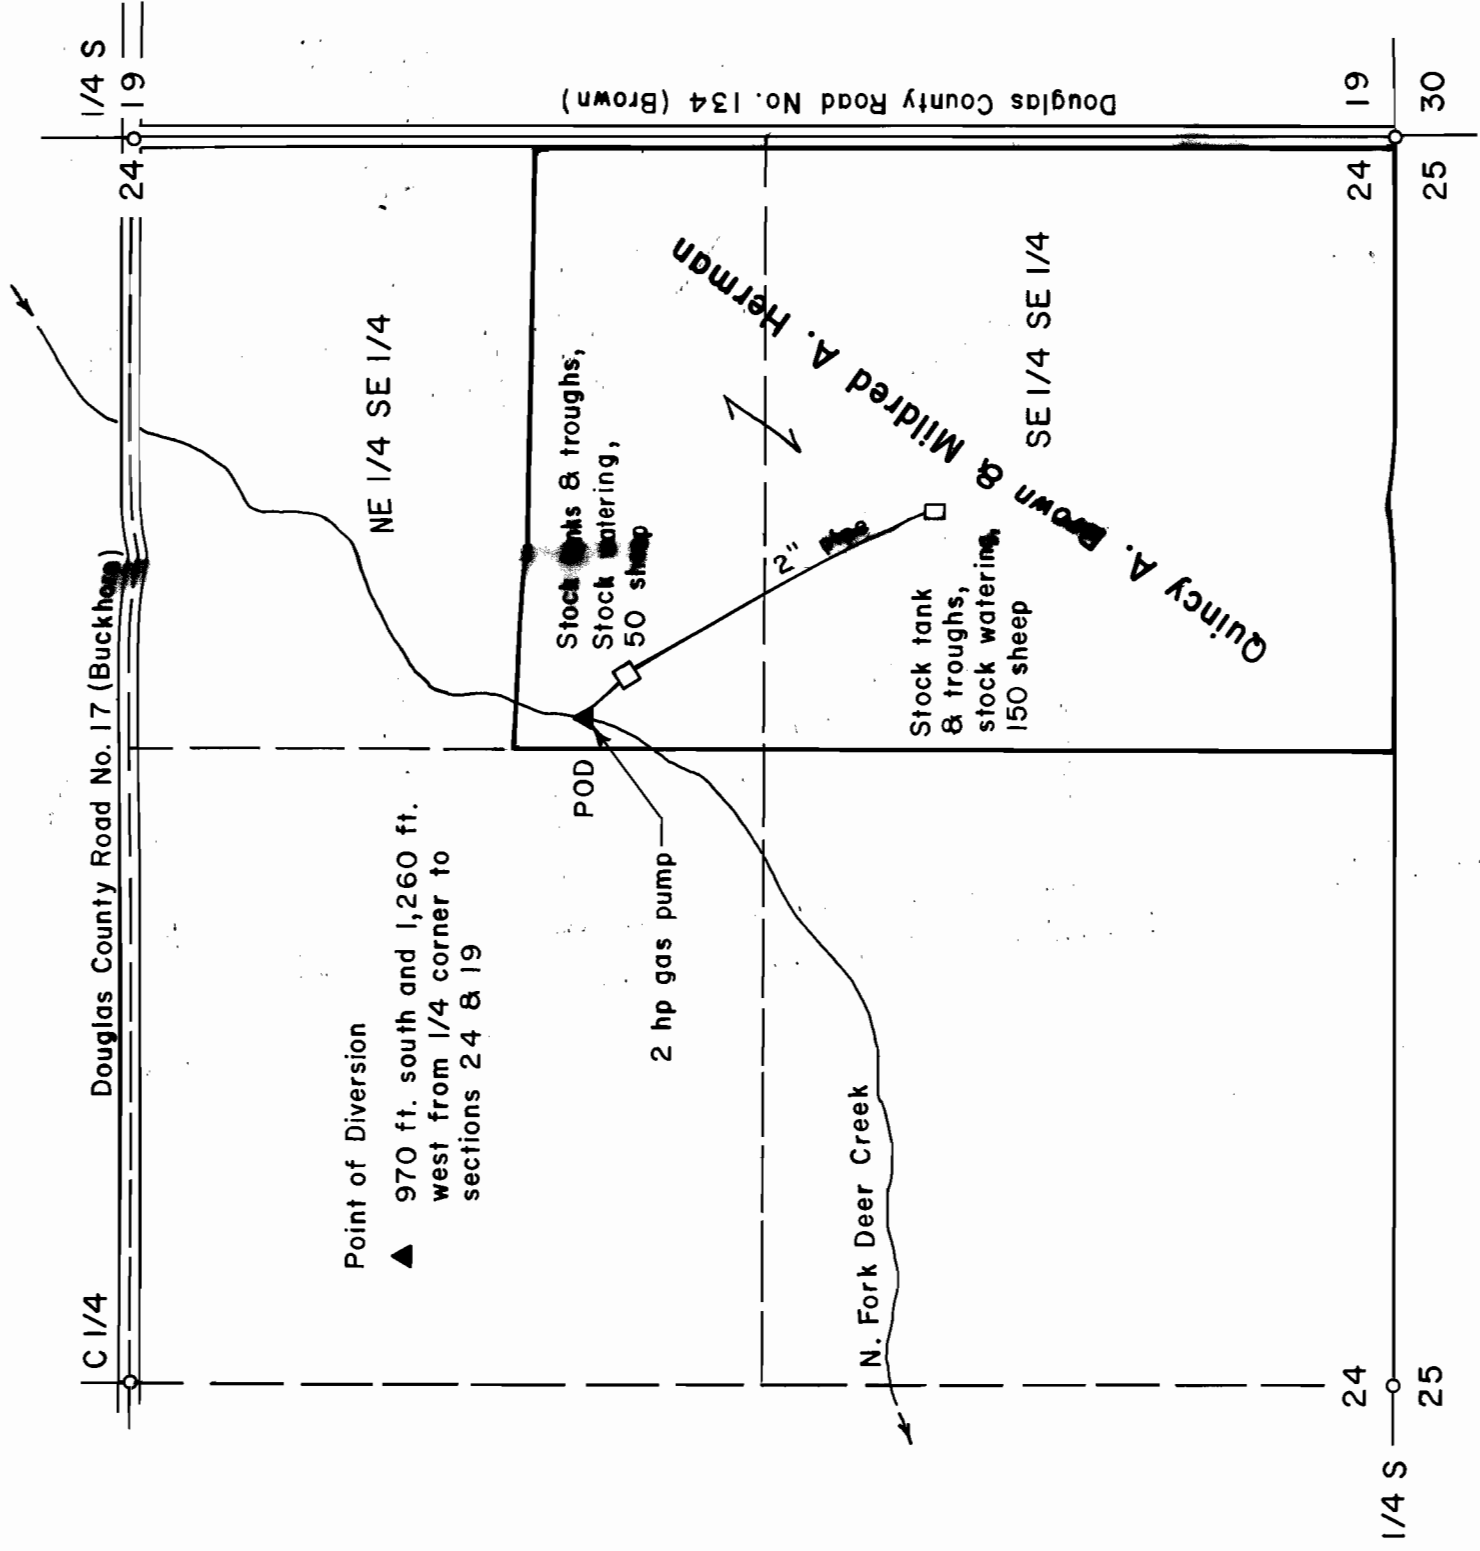 C 1/4
Douglas County Road No. 17 (Buckhorn)
1/4 S
24 19
Point of Diversion
970 ft. south and 1,260 ft.
west from 1/4 corner to
sections 24 & 19
NE 1/4 SE 1/4
Douglas County Road No. 134 (Brown)
POD
2 hp gas pump
Stock tanks & troughs,
Stock watering,
50 sheep
2" pipe
Stock tank
& troughs,
stock watering,
150 sheep
Quincy A. Brown & Mildred A. Herman
SE 1/4 SE 1/4
N. Fork Deer Creek
1/4 S
24
25
24 19
25 30